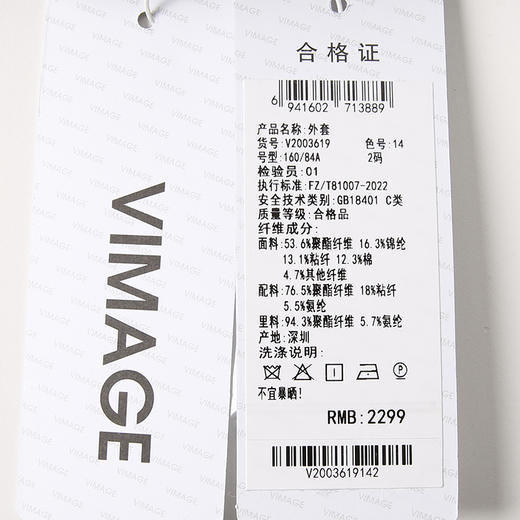 VIMAGE
合格证
6 941602 713889
产品名称:外套
货号:V2003619 色号:14
号型:160/84A 2码
检验员:01
执行标准:FZ/T81007-2022
安全技术类别:GB18401 C类
质量等级:合格品
纤维成分:
面料:53.6%聚酯纤维 16.3%锦纶
13.1%粘纤 12.3%棉
4.7%其他纤维
配料:76.5%聚酯纤维 18%粘纤
5.5%氨纶
里料:94.3%聚酯纤维 5.7%氨纶
产地:深圳
洗涤说明:
P
不宜暴晒!
RMB:2299
V2003619142